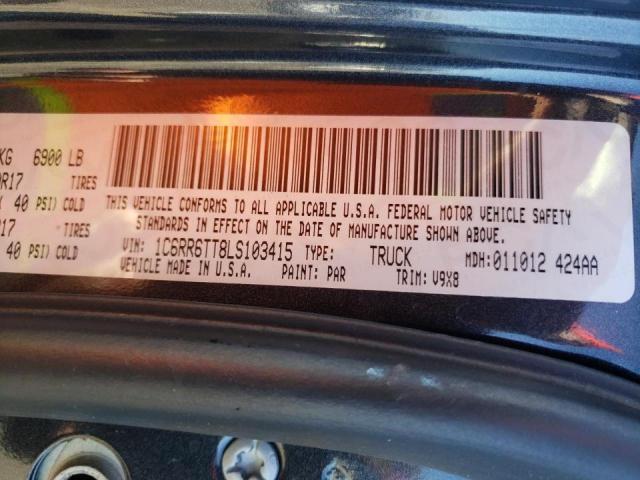 KG 6900 LB
R17 TIRES
40 PSI) COLD
17 TIRES
40 PSI) COLD
THIS VEHICLE CONFORMS TO ALL APPLICABLE U.S.A. FEDERAL MOTOR VEHICLE SAFETY
STANDARDS IN EFFECT ON THE DATE OF MANUFACTURE SHOWN ABOVE.
VIN: 1C6RR6TT8LS103415 TYPE: TRUCK MDH:011012 424AA
VEHICLE MADE IN U.S.A. PAINT: PAR TRIM: V9X8